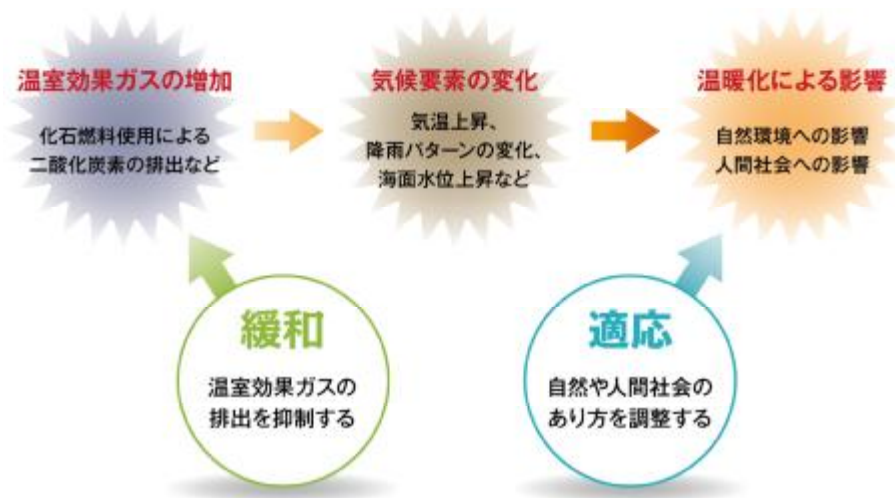 温室効果ガスの増加
化石燃料使用による
二酸化炭素の排出など
気候要素の変化
気温上昇、
降雨パターンの変化、
海面水位上昇など
温暖化による影響
自然環境への影響
人間社会への影響
緩和
温室効果ガスの
排出を抑制する
適応
自然や人間社会の
あり方を調整する